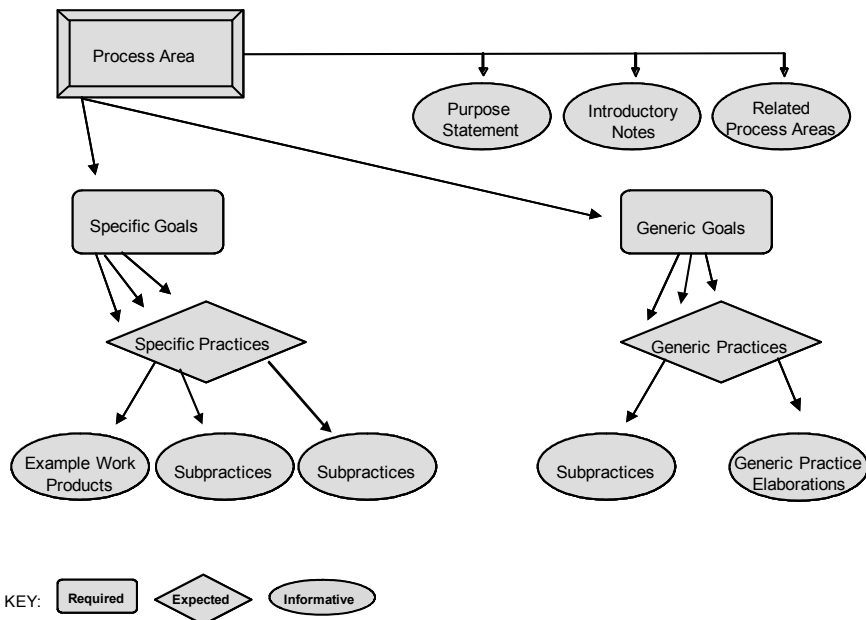 Process Area
Purpose
Statement
Introductory
Notes
Related
Process Areas
Specific Goals
Generic Goals
Specific Practices
Generic Practices
Example Work
Products
Subpractices
Subpractices
Subpractices
Generic Practice
Elaborations
KEY:
Required
Expected
Informative